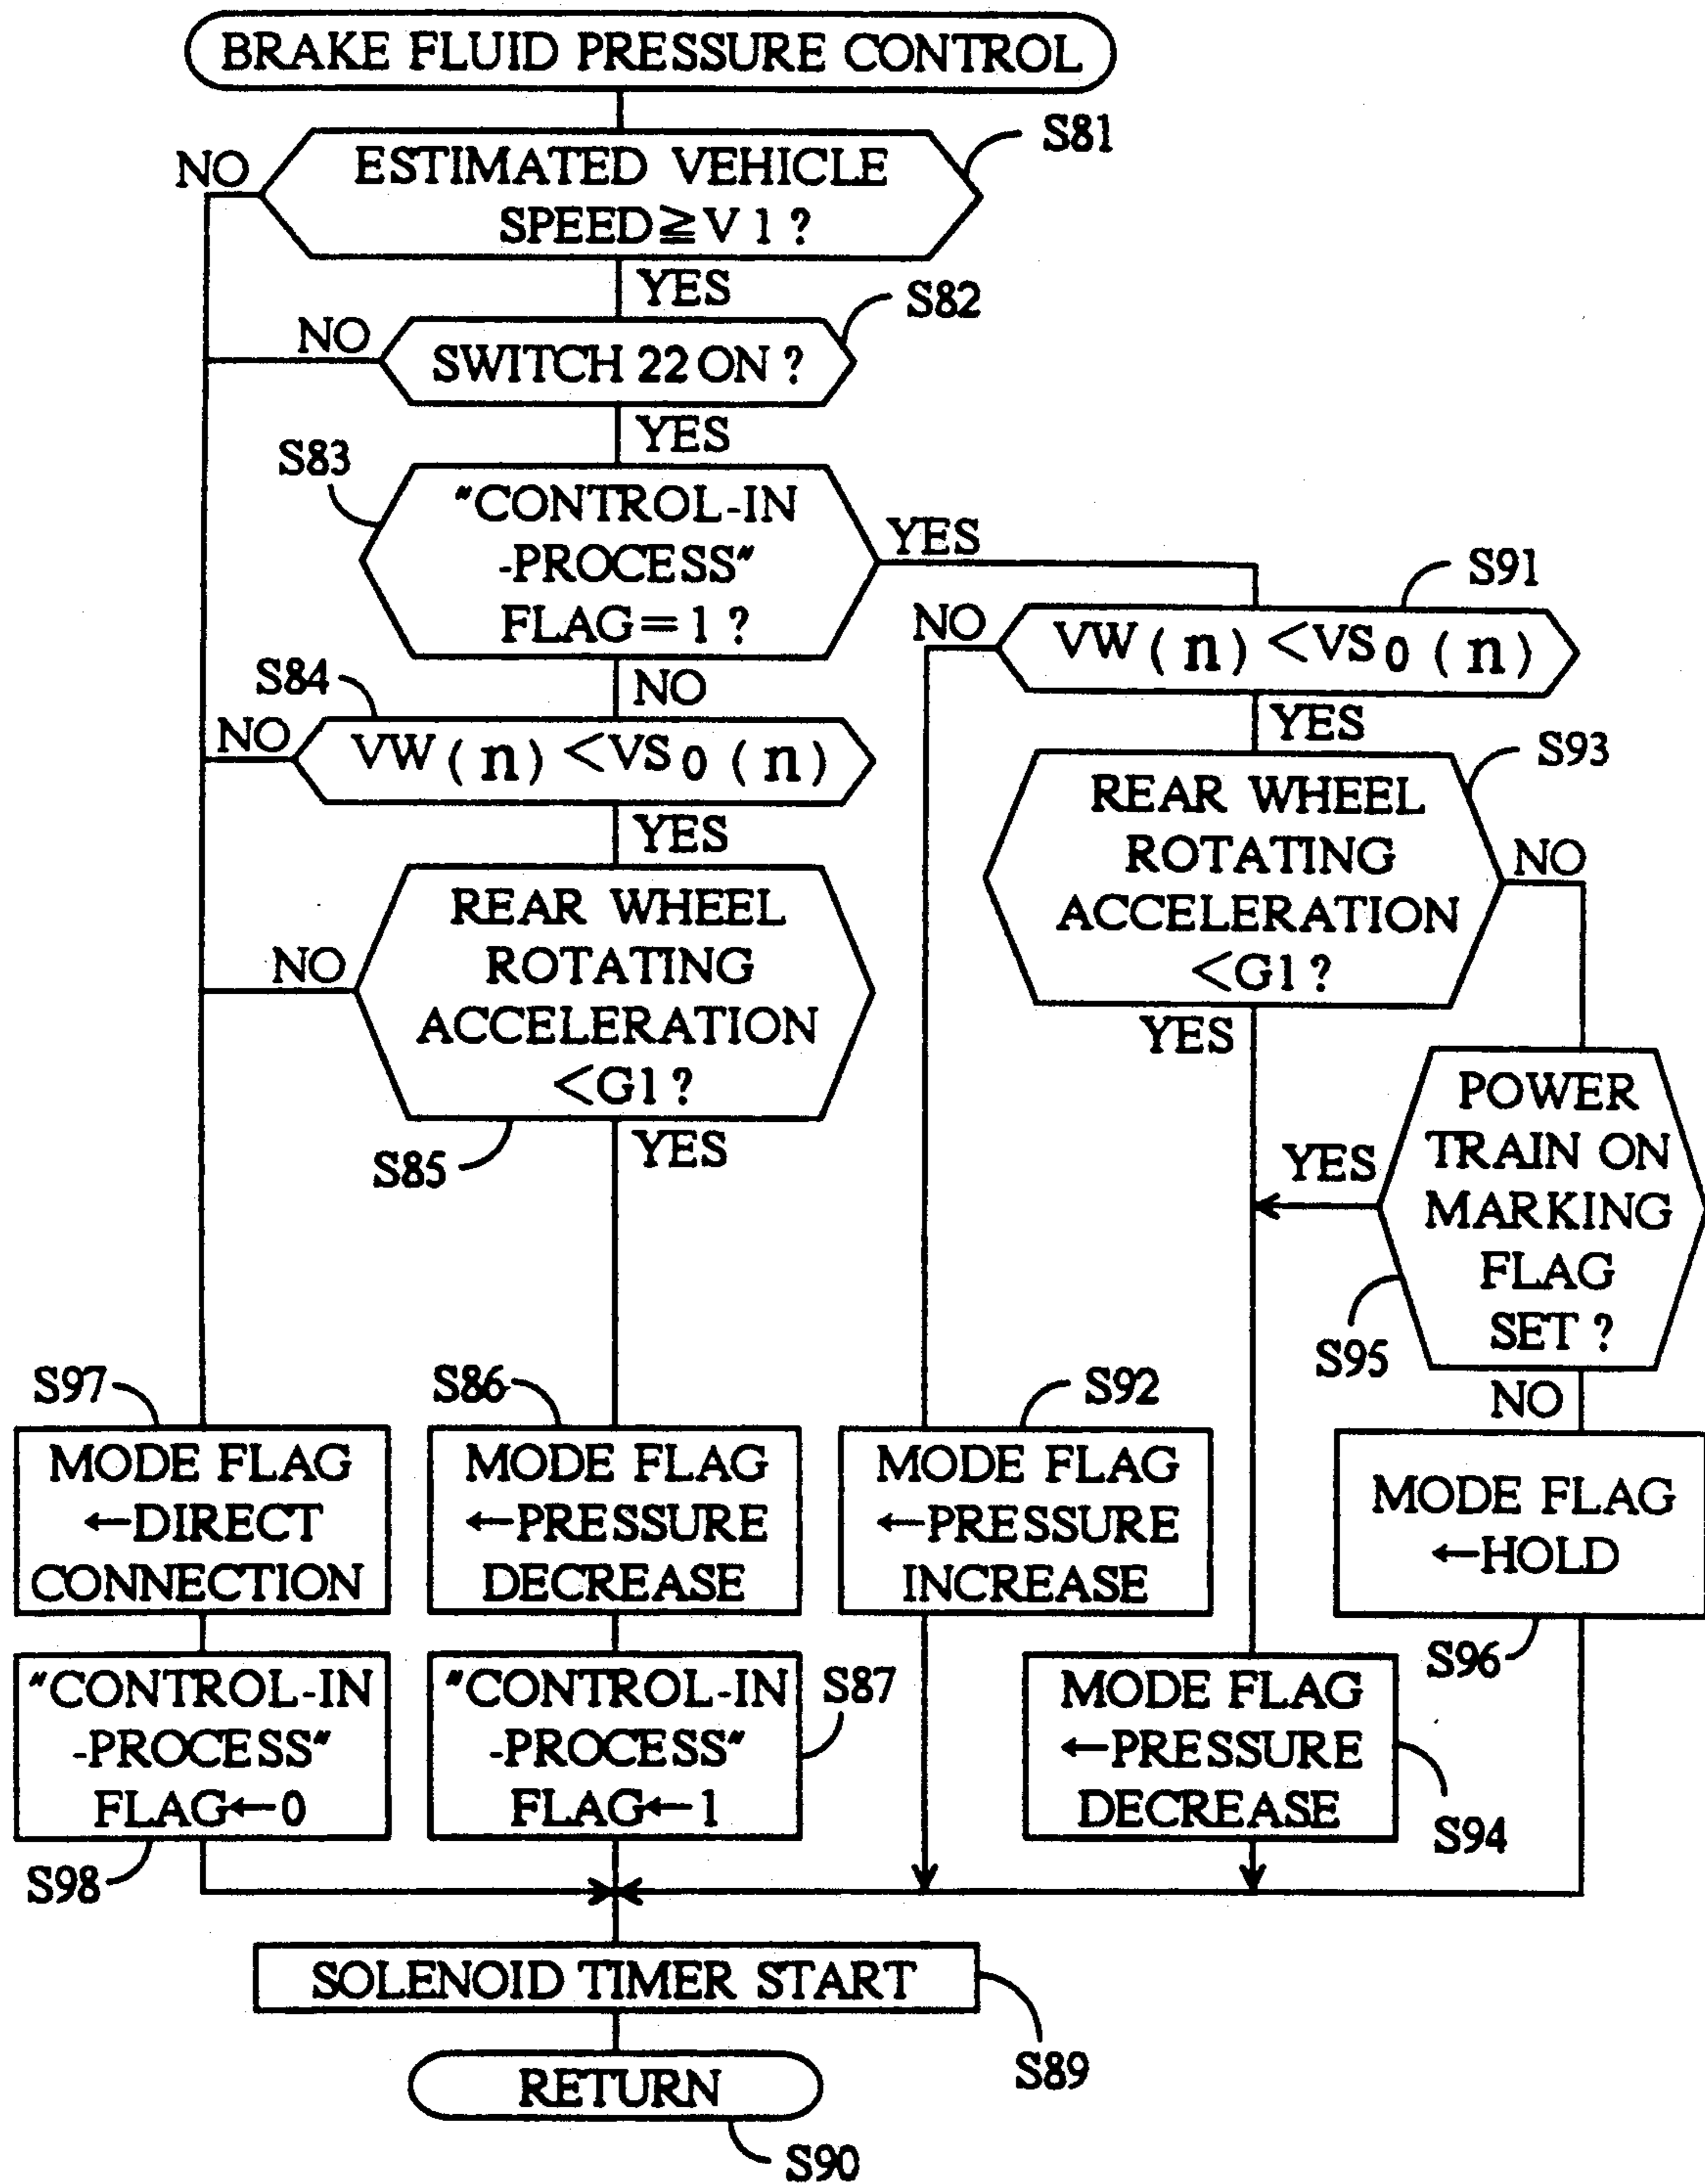 BRAKE FLUID PRESSURE CONTROL
S81
NO
ESTIMATED VEHICLE
SPEED≧V1?
YES
S82
NO
SWITCH 22 ON?
YES
S83
"CONTROL-IN
-PROCESS"
FLAG=1?
YES
NO
S84
NO
VW(n)<VS0(n)
YES
REAR WHEEL
ROTATING
ACCELERATION
<G1?
NO
S85
YES
S91
NO
VW(n)<VS0(n)
YES
S93
REAR WHEEL
ROTATING
ACCELERATION
<G1?
NO
YES
POWER
TRAIN ON
MARKING
FLAG
SET?
YES
S95
NO
S97
MODE FLAG
←DIRECT
CONNECTION
S86
MODE FLAG
←PRESSURE
DECREASE
S92
MODE FLAG
←PRESSURE
INCREASE
MODE FLAG
←HOLD
S96
"CONTROL-IN
-PROCESS"
FLAG←0
S98
"CONTROL-IN
-PROCESS"
FLAG←1
S87
MODE FLAG
←PRESSURE
DECREASE
S94
SOLENOID TIMER START
S89
RETURN
S90